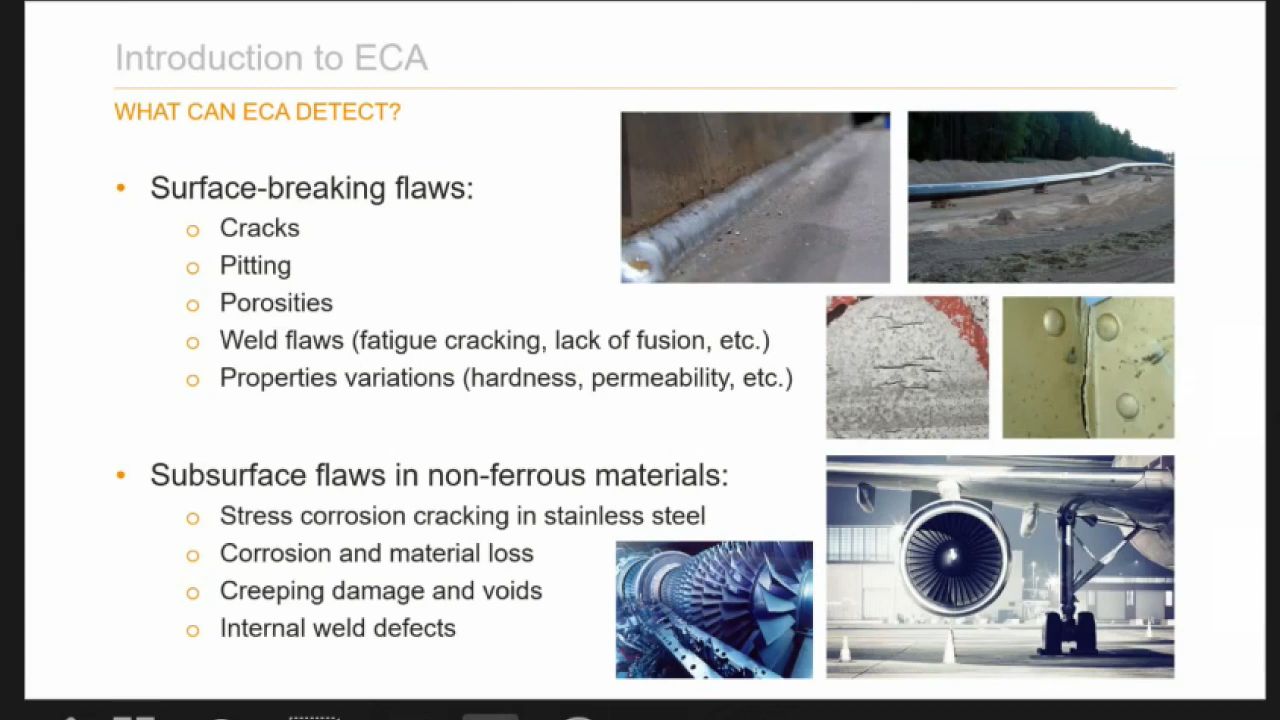 Introduction to ECA
WHAT CAN ECA DETECT?
• Surface-breaking flaws:
o Cracks
o Pitting
o Porosities
o Weld flaws (fatigue cracking, lack of fusion, etc.)
o Properties variations (hardness, permeability, etc.)
• Subsurface flaws in non-ferrous materials:
o Stress corrosion cracking in stainless steel
o Corrosion and material loss
o Creeping damage and voids
o Internal weld defects